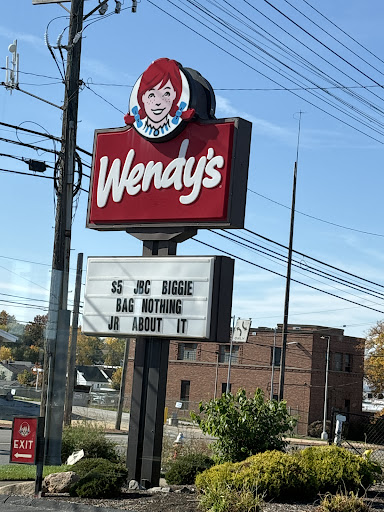 Wendy's
$5 JBC BIGGIE
BAG NOTHING
JR ABOUT IT
EXIT